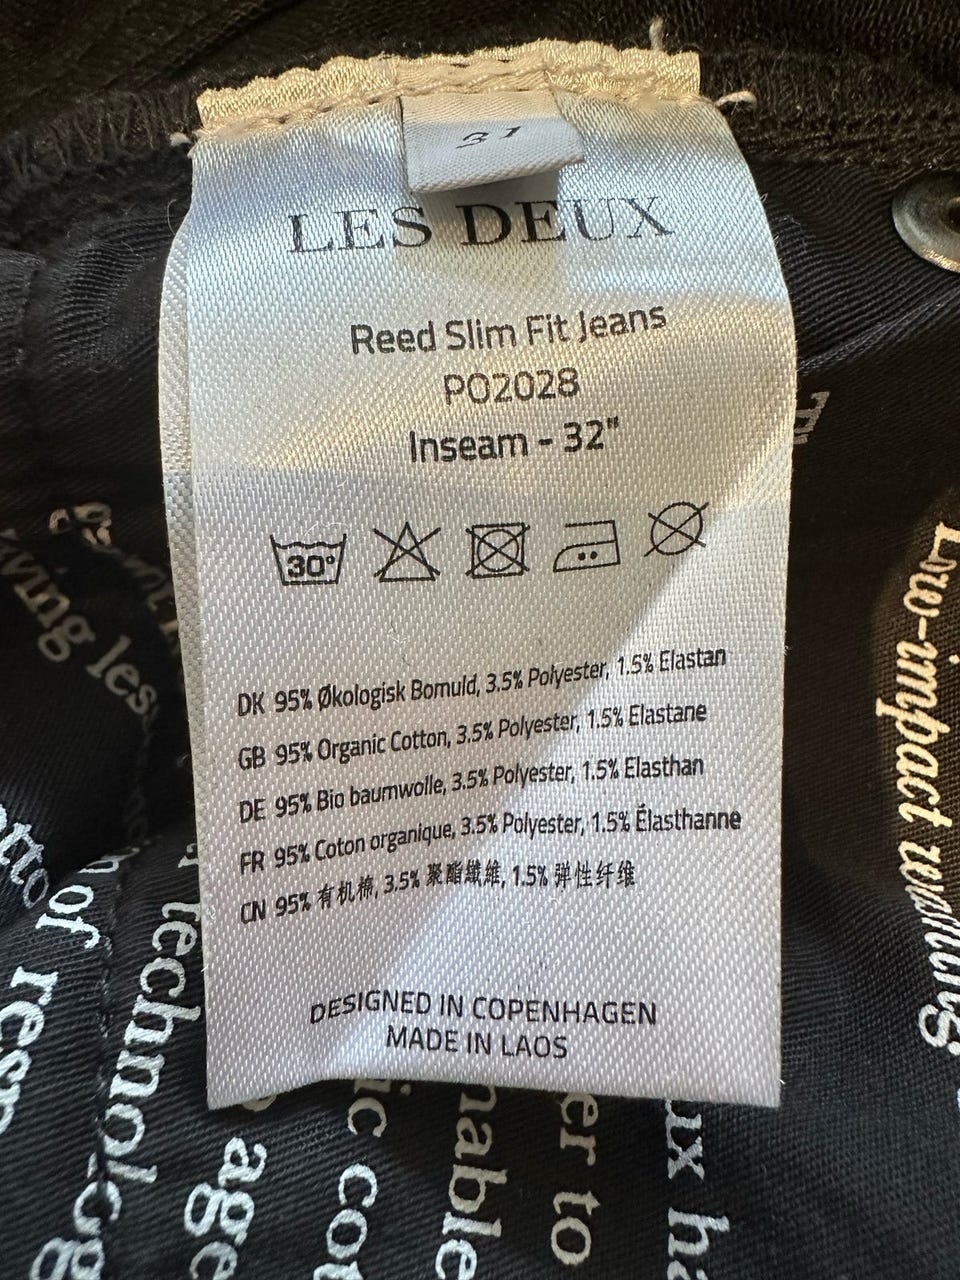 31
LES DEUX
Reed Slim Fit Jeans
PO2028
Inseam - 32"
30°
DK 95% Økologisk Bomuld, 3.5% Polyester, 1.5% Elastan
GB 95% Organic Cotton, 3.5% Polyester, 1.5% Elastane
DE 95% Bio baumwolle, 3.5% Polyester, 1.5% Elasthan
FR 95% Coton organique, 3.5% Polyester, 1.5% Élasthanne
CN 95% 有机棉, 3.5% 聚酯纖維, 1.5% 弹性纤维
DESIGNED IN COPENHAGEN
MADE IN LAOS
Low-impact washing
less
of
to